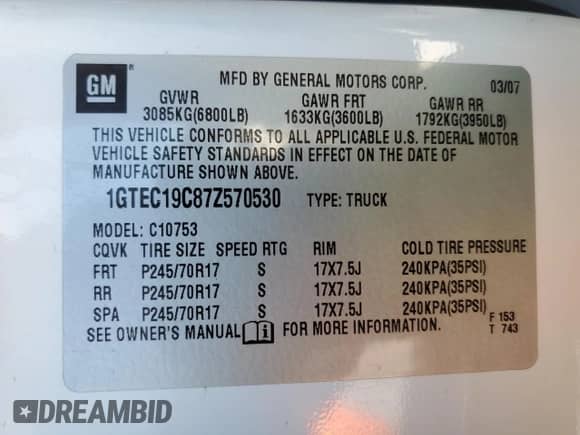 GM ®
MFD BY GENERAL MOTORS CORP. 03/07
GVWR GAWR FRT GAWR RR
3085KG(6800LB) 1633KG(3600LB) 1792KG(3950LB)
THIS VEHICLE CONFORMS TO ALL APPLICABLE U.S. FEDERAL MOTOR
VEHICLE SAFETY STANDARDS IN EFFECT ON THE DATE OF
MANUFACTURE SHOWN ABOVE.
1GTEC19C87Z570530 TYPE: TRUCK
MODEL: C10753
CQVK TIRE SIZE SPEED RTG RIM COLD TIRE PRESSURE
FRT P245/70R17 S 17X7.5J 240KPA(35PSI)
RR P245/70R17 S 17X7.5J 240KPA(35PSI)
SPA P245/70R17 S 17X7.5J 240KPA(35PSI)
F 153
SEE OWNER'S MANUAL i FOR MORE INFORMATION. T 743
DREAMBID